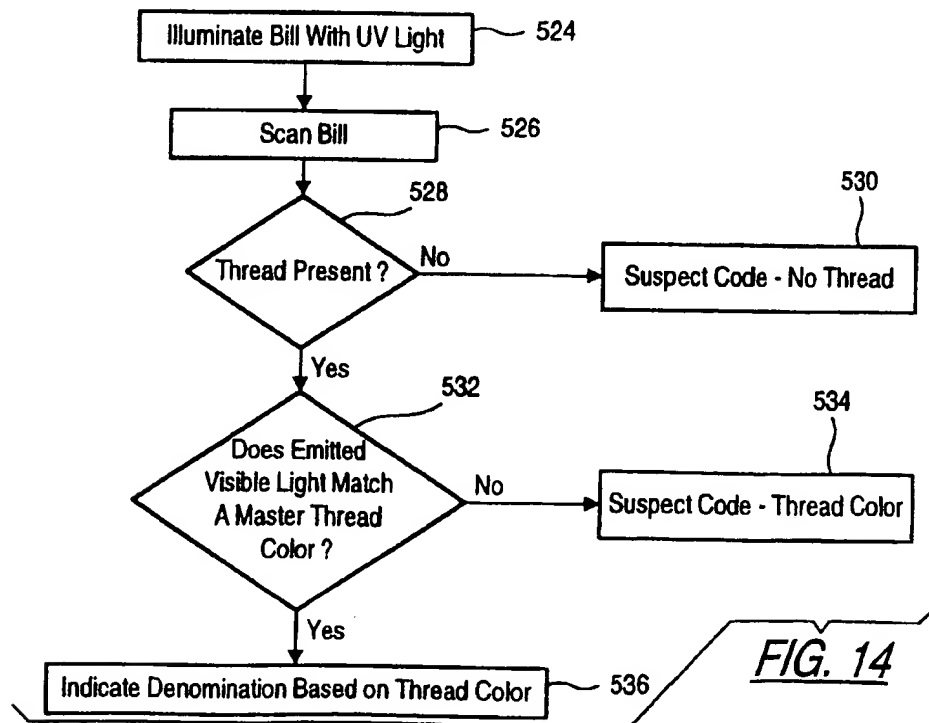 Illuminate Bill With UV Light
524
Scan Bill
526
528
Thread Present ?
No
530
Suspect Code - No Thread
Yes
532
Does Emitted
Visible Light Match
A Master Thread
Color ?
No
534
Suspect Code - Thread Color
Yes
Indicate Denomination Based on Thread Color
536
FIG. 14